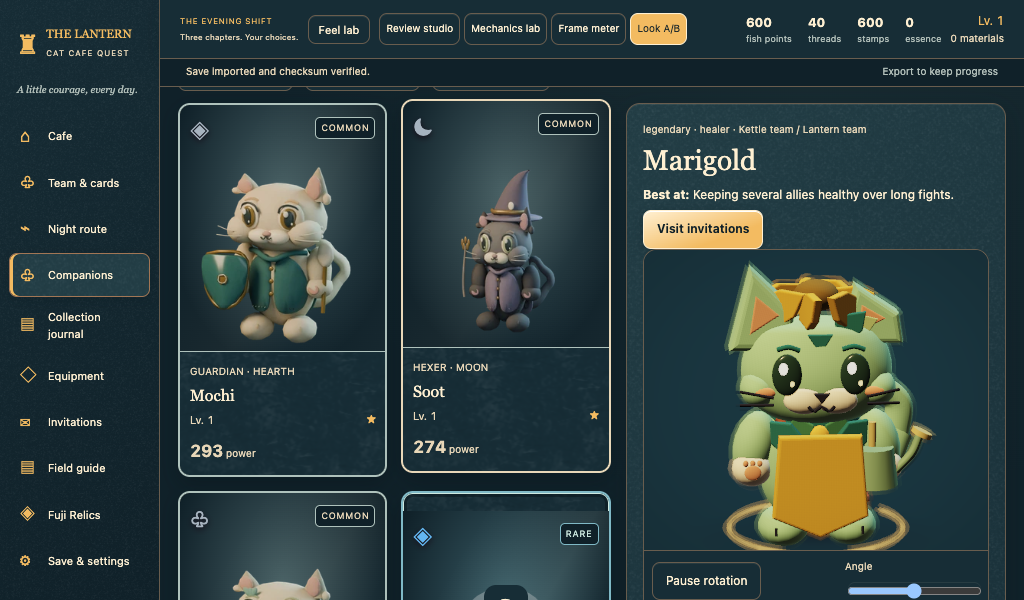 THE LANTERN
CAT CAFE QUEST
A little courage, every day.
Cafe
Team & cards
Night route
Companions
Collection
journal
Equipment
Invitations
Field guide
Fuji Relics
Save & settings
THE EVENING SHIFT
Three chapters. Your choices.
Feel lab
Review studio
Mechanics lab
Frame meter
Look A/B
600
fish points
40
threads
600
stamps
0
essence
Lv. 1
0 materials
Save imported and checksum verified.
Export to keep progress
COMMON
GUARDIAN · HEARTH
Mochi
Lv. 1
293 power
COMMON
HEXER · MOON
Soot
Lv. 1
274 power
COMMON
RARE
legendary · healer · Kettle team / Lantern team
Marigold
Best at: Keeping several allies healthy over long fights.
Visit invitations
Pause rotation
Angle